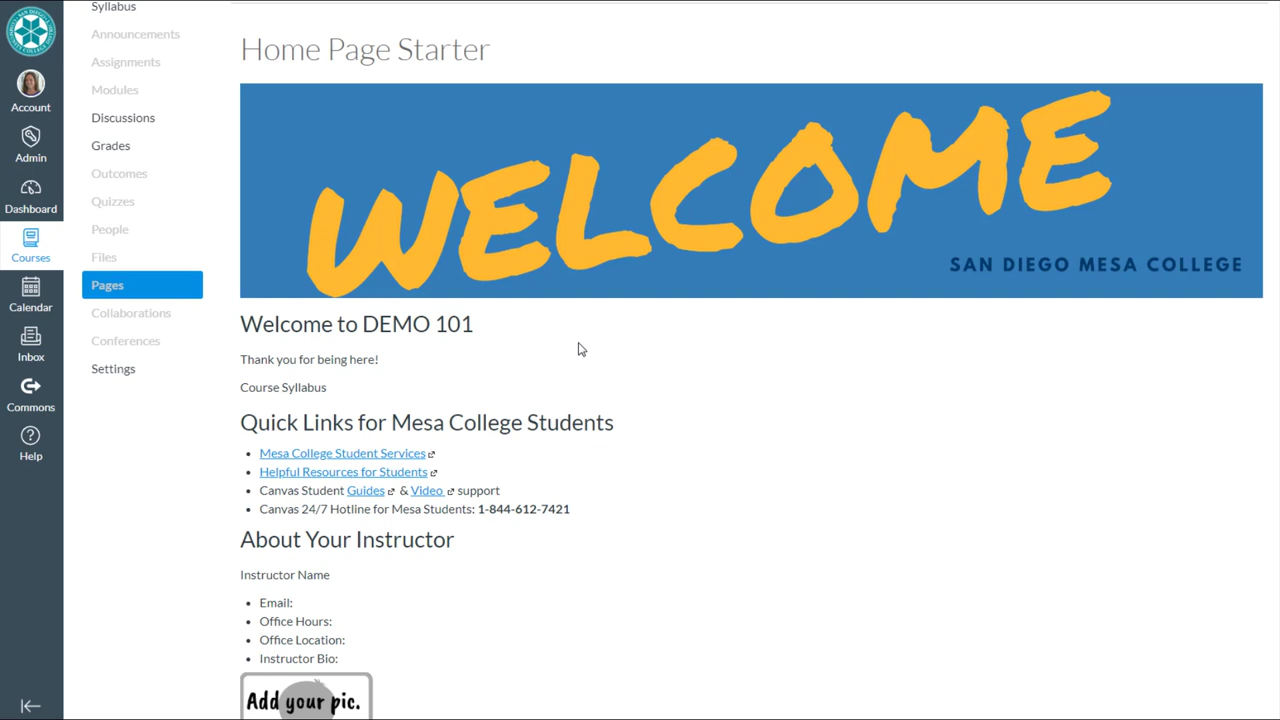 Account
Admin
Dashboard
Courses
Calendar
Inbox
Commons
Help
Syllabus
Announcements
Assignments
Modules
Discussions
Grades
Outcomes
Quizzes
People
Files
Pages
Collaborations
Conferences
Settings
Home Page Starter
WELCOME
SAN DIEGO MESA COLLEGE
Welcome to DEMO 101
Thank you for being here!
Course Syllabus
Quick Links for Mesa College Students
Mesa College Student Services
Helpful Resources for Students
Canvas Student Guides & Video support
Canvas 24/7 Hotline for Mesa Students: 1-844-612-7421
About Your Instructor
Instructor Name
Email:
Office Hours:
Office Location:
Instructor Bio:
Add your pic.